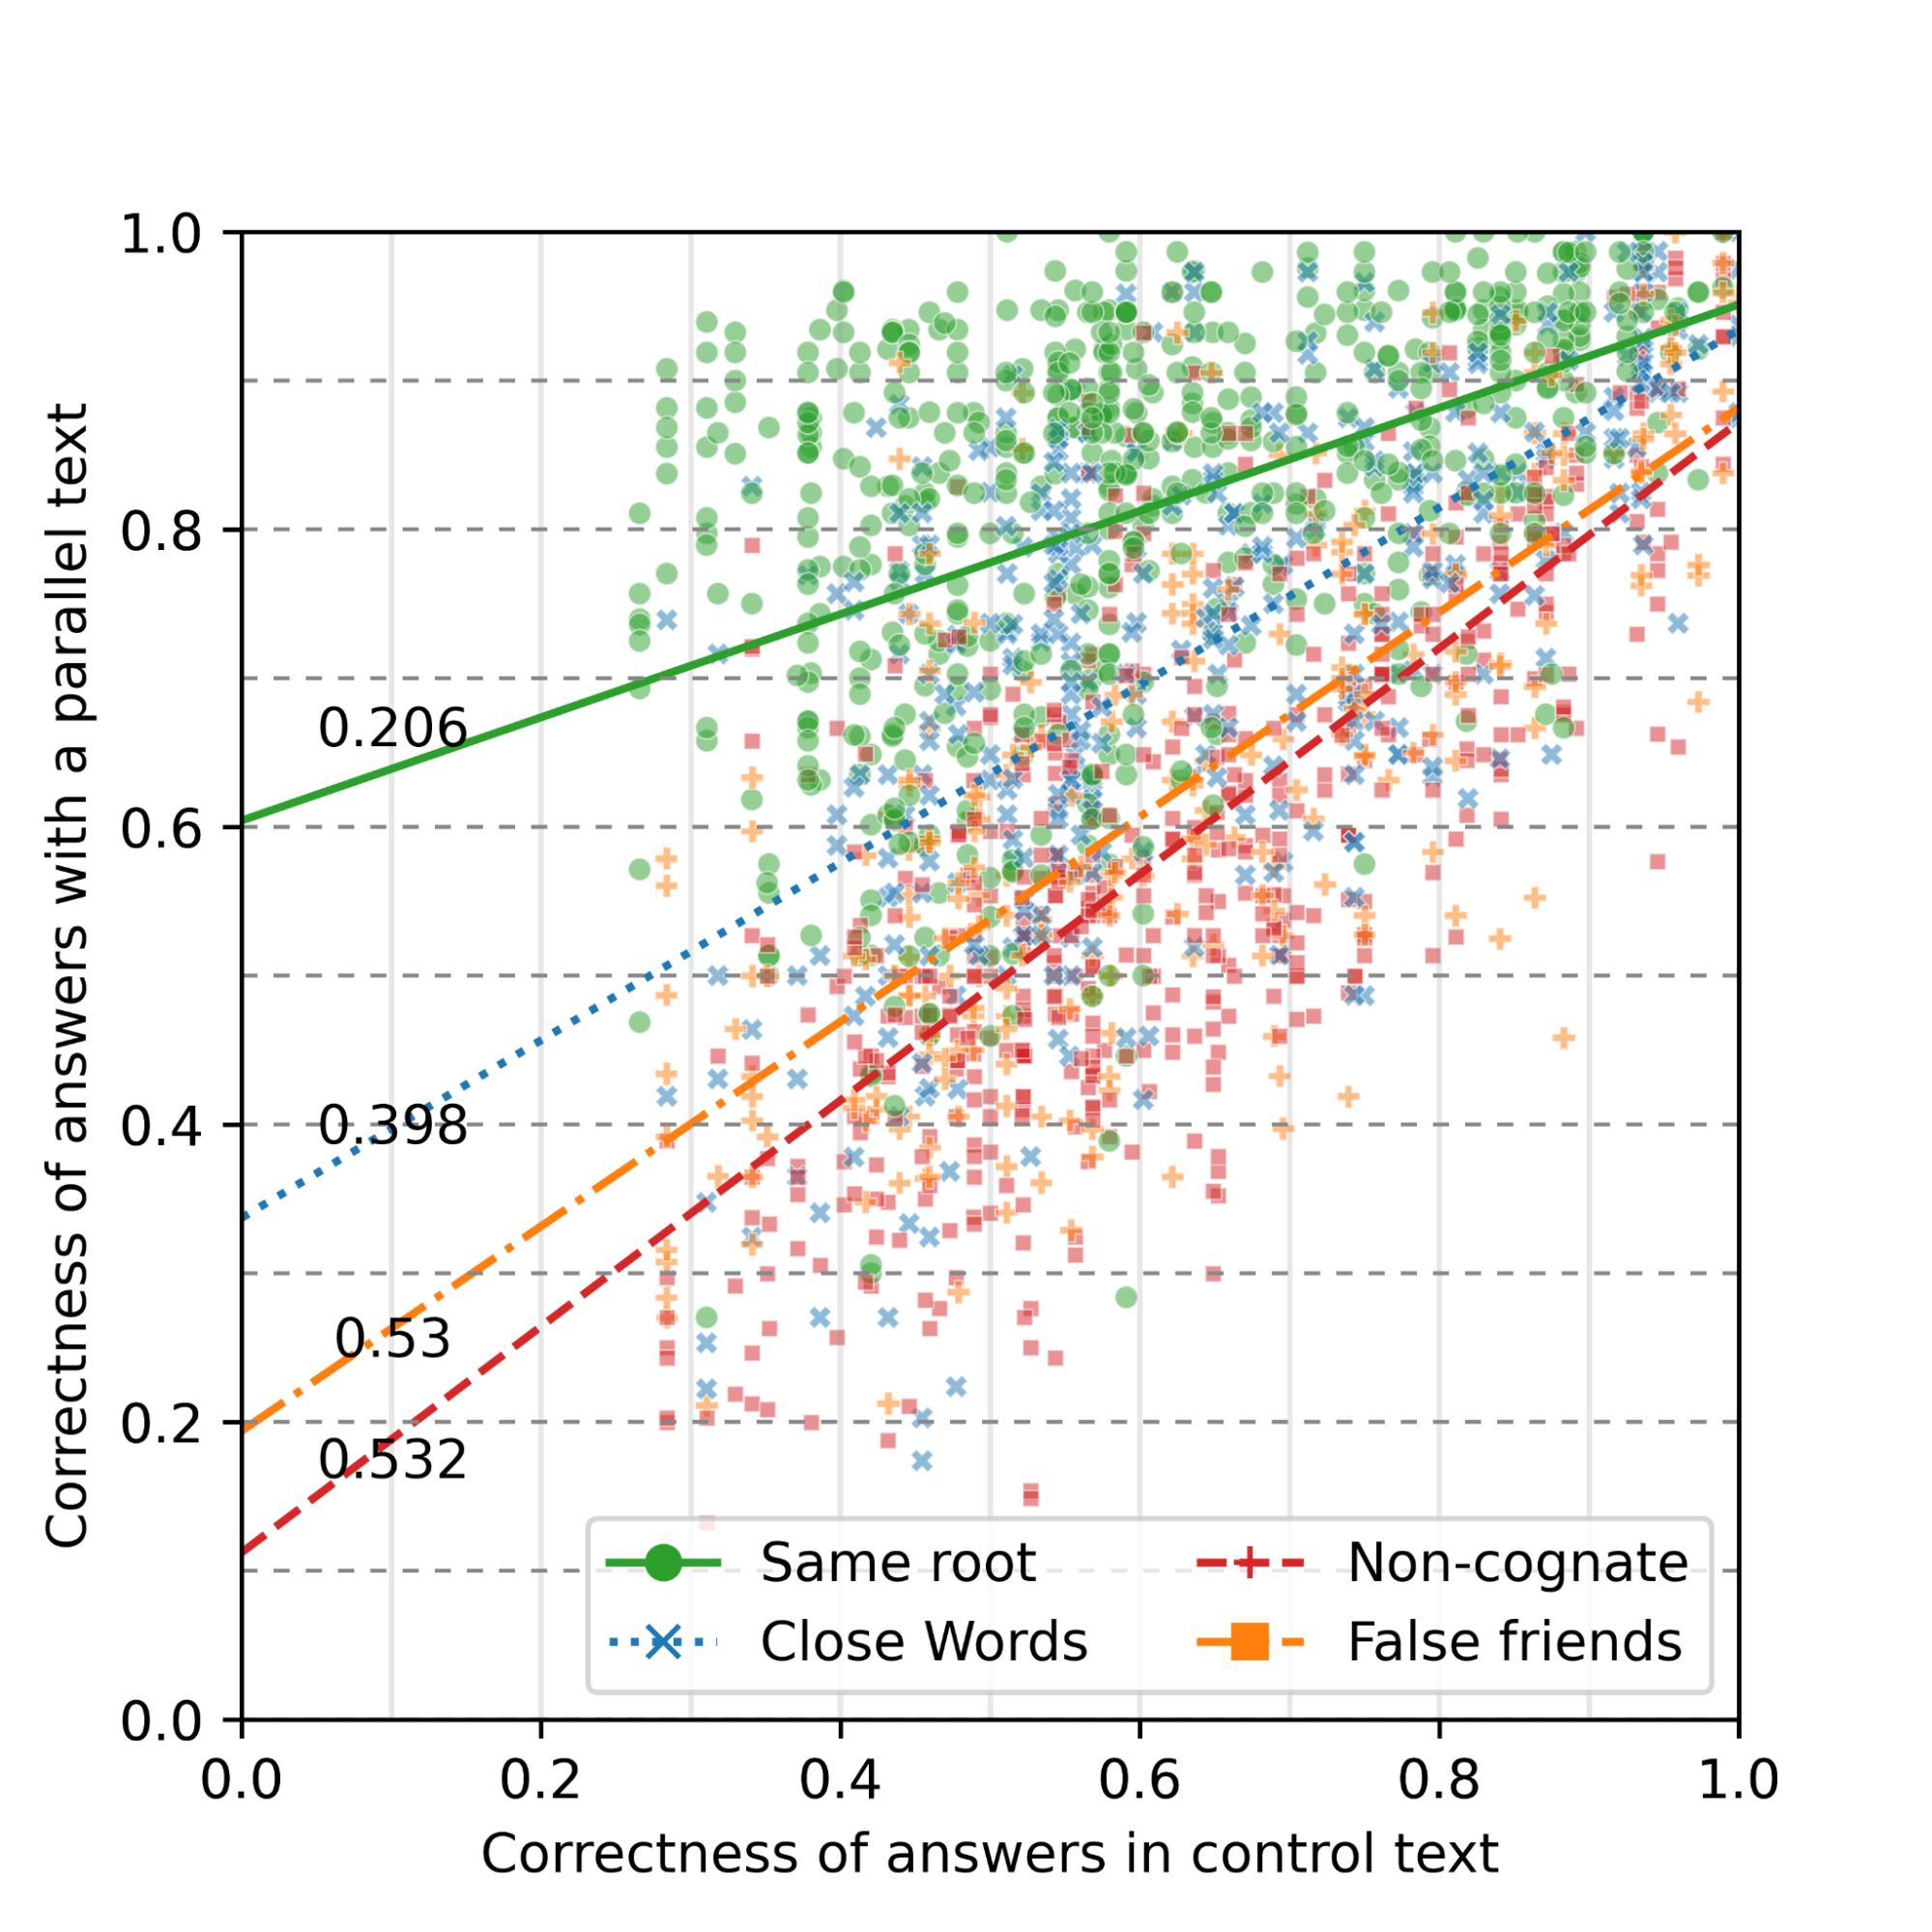 Correctness of answers with a parallel text
1.0
0.8
0.6
0.4
0.2
0.0
0.206
0.398
0.53
0.532
Same root
Close Words
Non-cognate
False friends
0.0 0.2 0.4 0.6 0.8 1.0
Correctness of answers in control text